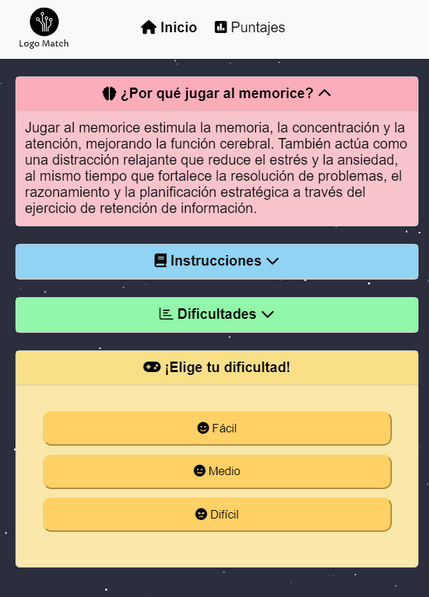 Logo Match
Inicio
Puntajes
¿Por qué jugar al memorice?
Jugar al memorice estimula la memoria, la concentración y la
atención, mejorando la función cerebral. También actúa como
una distracción relajante que reduce el estrés y la ansiedad,
al mismo tiempo que fortalece la resolución de problemas, el
razonamiento y la planificación estratégica a través del
ejercicio de retención de información.
Instrucciones
Dificultades
¡Elige tu dificultad!
Fácil
Medio
Difícil